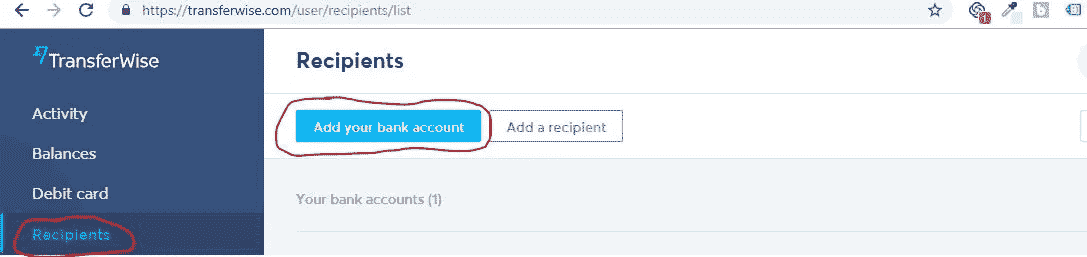 https://transferwise.com/user/recipients/list
TransferWise
Recipients
Activity
Add your bank account
Add a recipient
Balances
Debit card
Your bank accounts (1)
Recipients